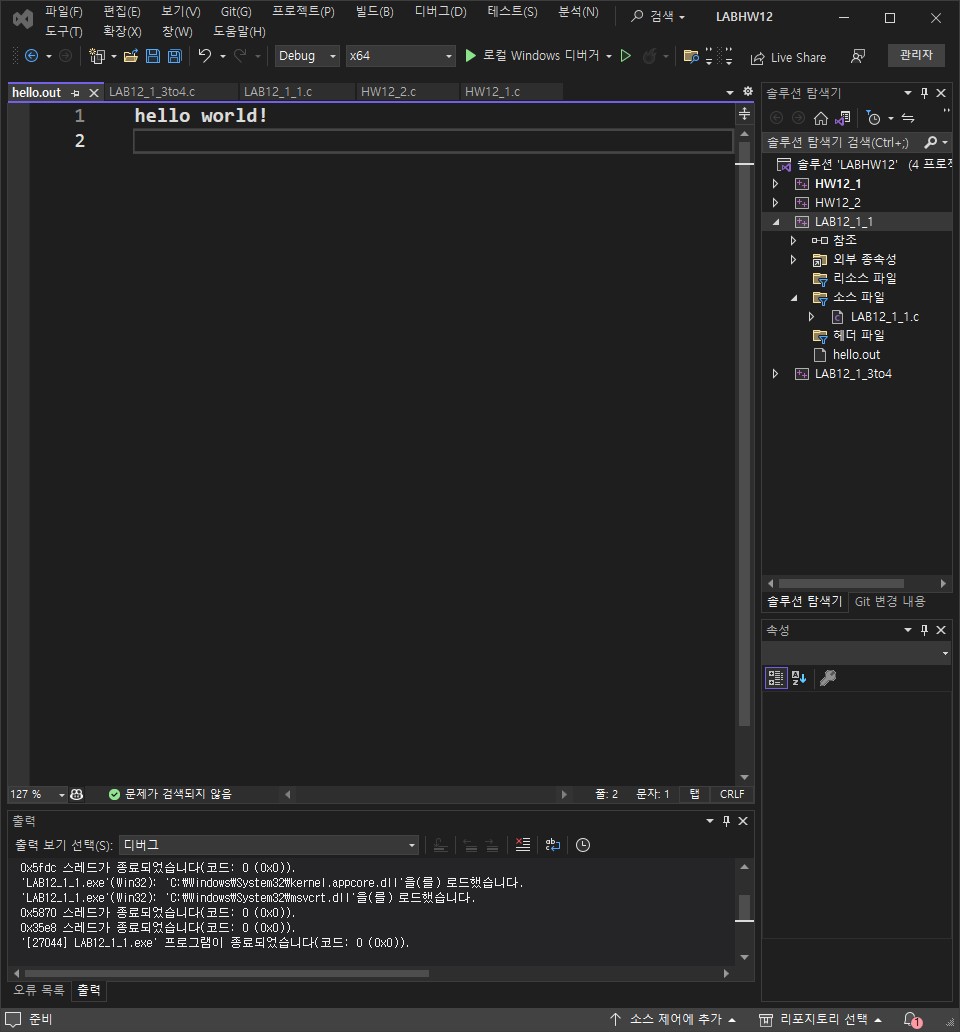 파일(F) 편집(E) 보기(V) Git(G) 프로젝트(P) 빌드(B) 디버그(D) 테스트(S) 분석(N) 검색 LABHW12
도구(T) 확장(X) 창(W) 도움말(H)
Debug x64 로컬 Windows 디버거 Live Share 관리자
hello.out LAB12_1_3to4.c LAB12_1_1.c HW12_2.c HW12_1.c
1 hello world!
2
127 % 문제가 검색되지 않음 줄: 2 문자: 1 탭 CRLF
출력
출력 보기 선택(S): 디버그
0x5fdc 스레드가 종료되었습니다(코드: 0 (0x0)).
'LAB12_1_1.exe'(Win32): 'C:₩Windows₩System32₩kernel.appcore.dll'을(를) 로드했습니다.
'LAB12_1_1.exe'(Win32): 'C:₩Windows₩System32₩msvcrt.dll'을(를) 로드했습니다.
0x5870 스레드가 종료되었습니다(코드: 0 (0x0)).
0x35e8 스레드가 종료되었습니다(코드: 0 (0x0)).
'[27044] LAB12_1_1.exe' 프로그램이 종료되었습니다(코드: 0 (0x0)).
오류 목록 출력
솔루션 탐색기
솔루션 탐색기 검색(Ctrl+;)
솔루션 'LABHW12' (4 프로젝
HW12_1
HW12_2
LAB12_1_1
참조
외부 종속성
리소스 파일
소스 파일
LAB12_1_1.c
헤더 파일
hello.out
LAB12_1_3to4
솔루션 탐색기 Git 변경 내용
속성
준비 소스 제어에 추가 리포지토리 선택 1